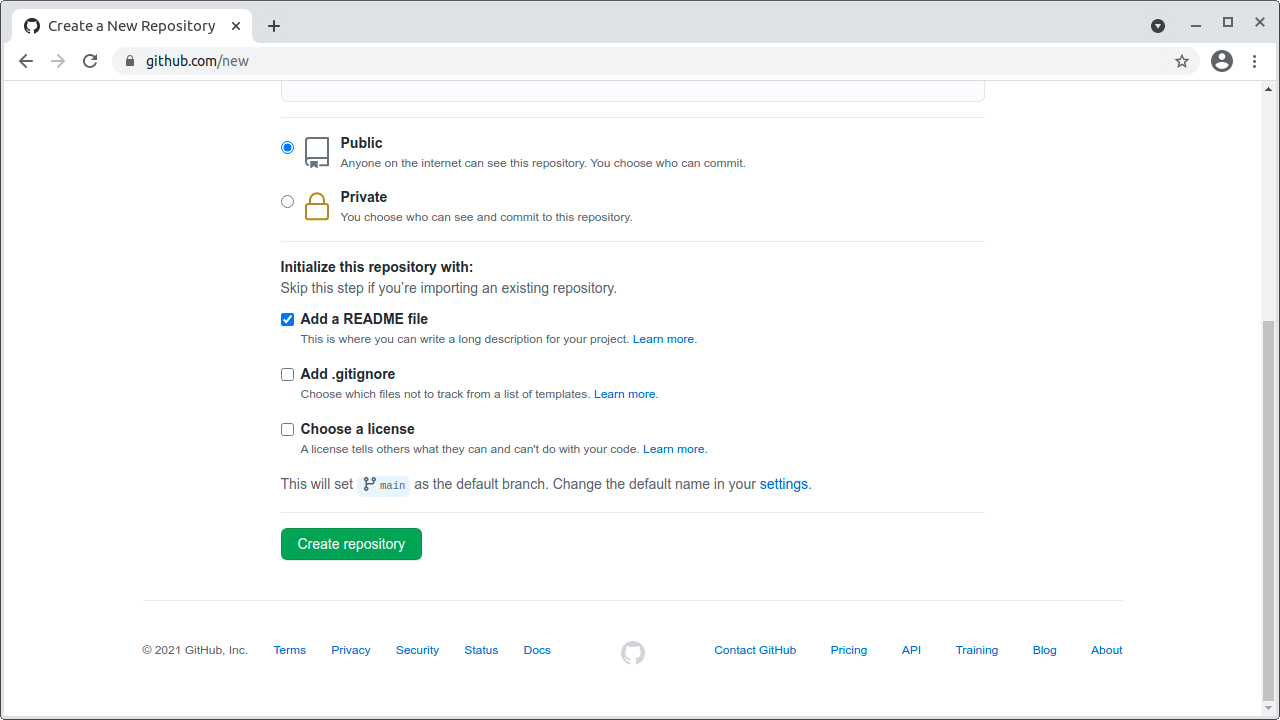 Create a New Repository
github.com/new
Public
Anyone on the internet can see this repository. You choose who can commit.
Private
You choose who can see and commit to this repository.
Initialize this repository with:
Skip this step if you’re importing an existing repository.
Add a README file
This is where you can write a long description for your project. Learn more.
Add .gitignore
Choose which files not to track from a list of templates. Learn more.
Choose a license
A license tells others what they can and can't do with your code. Learn more.
This will set main as the default branch. Change the default name in your settings.
Create repository
© 2021 GitHub, Inc. Terms Privacy Security Status Docs Contact GitHub Pricing API Training Blog About